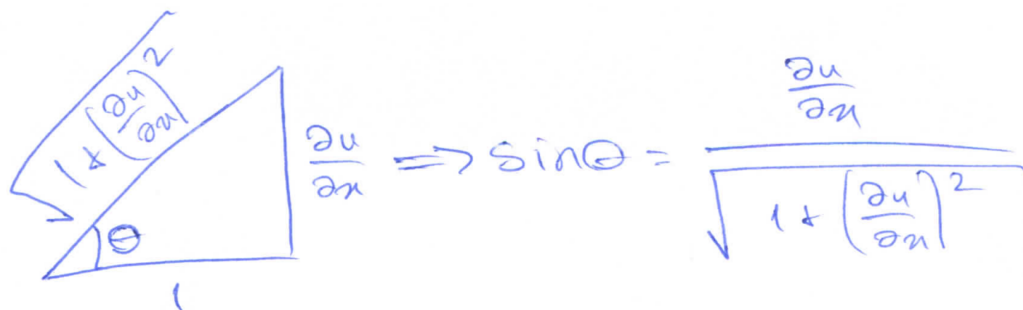 √(1 + (∂u/∂x)²)
∂u/∂x ⇒ sinθ = (∂u/∂x) / √(1 + (∂u/∂x)²)
θ
1